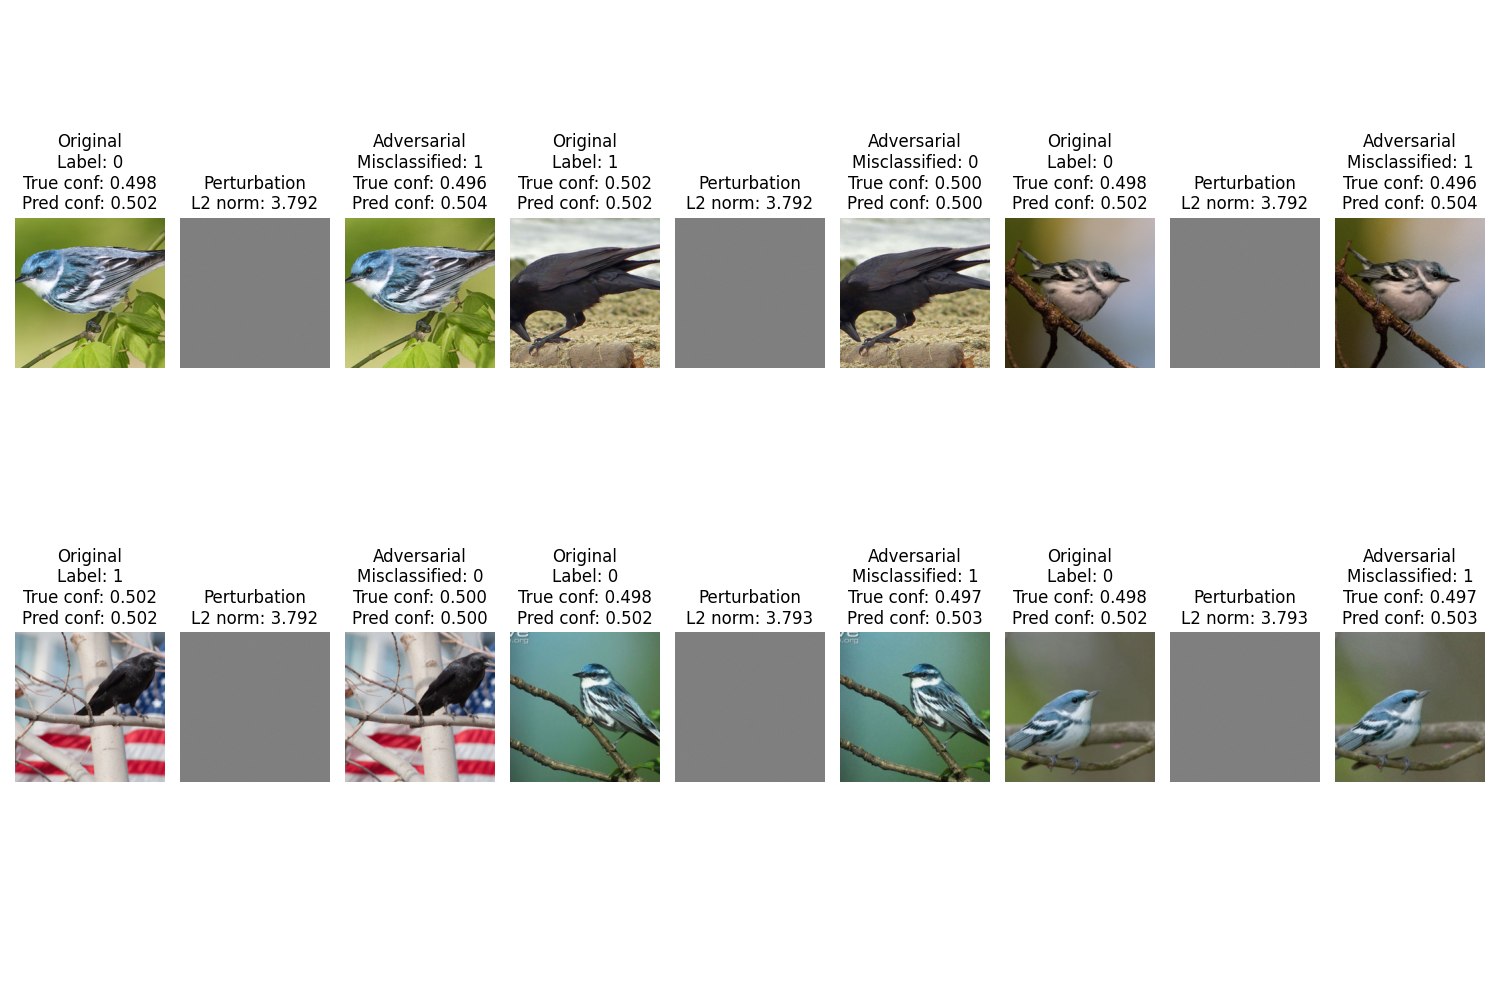 Original
Label: 0
True conf: 0.498
Pred conf: 0.502
Perturbation
L2 norm: 3.792
Adversarial
Misclassified: 1
True conf: 0.496
Pred conf: 0.504
Original
Label: 1
True conf: 0.502
Pred conf: 0.502
Perturbation
L2 norm: 3.792
Adversarial
Misclassified: 0
True conf: 0.500
Pred conf: 0.500
Original
Label: 0
True conf: 0.498
Pred conf: 0.502
Perturbation
L2 norm: 3.792
Adversarial
Misclassified: 1
True conf: 0.496
Pred conf: 0.504
Original
Label: 1
True conf: 0.502
Pred conf: 0.502
Perturbation
L2 norm: 3.792
Adversarial
Misclassified: 0
True conf: 0.500
Pred conf: 0.500
Original
Label: 0
True conf: 0.498
Pred conf: 0.502
Perturbation
L2 norm: 3.793
Adversarial
Misclassified: 1
True conf: 0.497
Pred conf: 0.503
Original
Label: 0
True conf: 0.498
Pred conf: 0.502
Perturbation
L2 norm: 3.793
Adversarial
Misclassified: 1
True conf: 0.497
Pred conf: 0.503